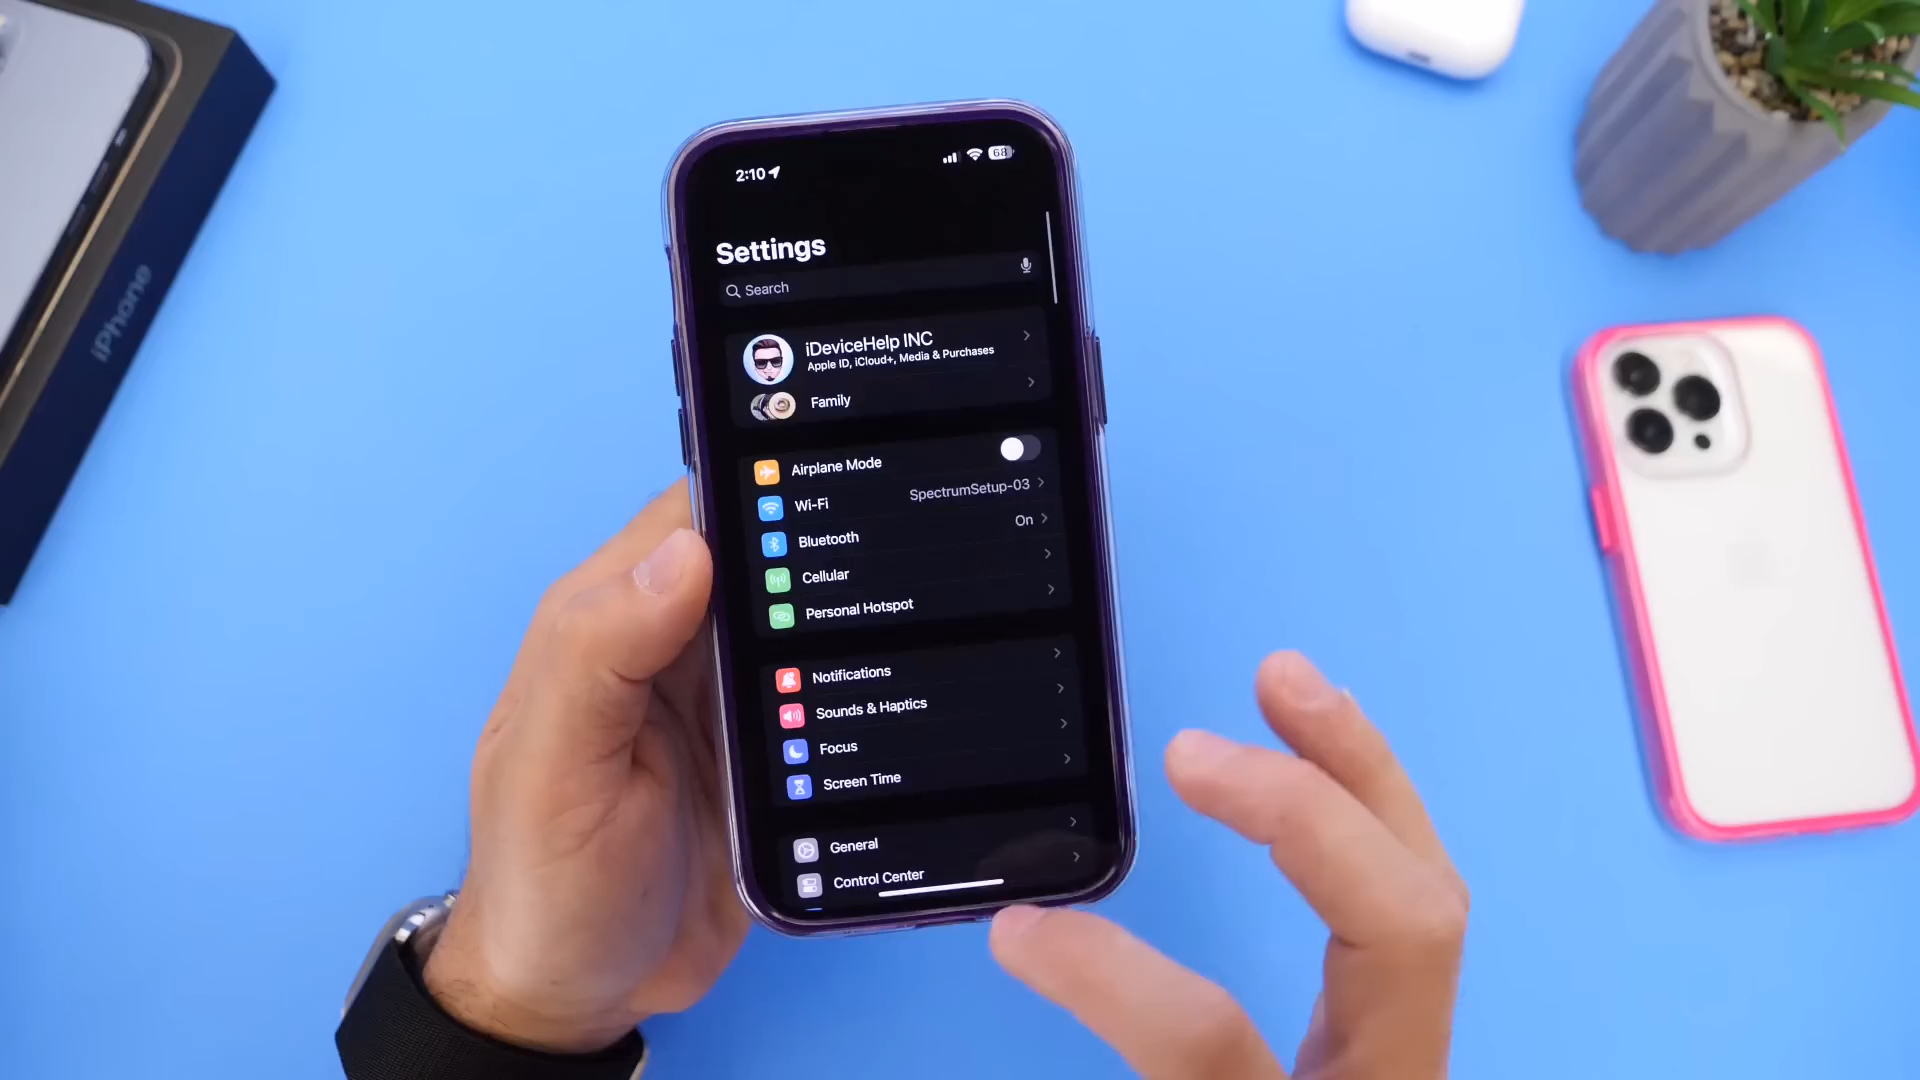 iPhone
2:10
68
Settings
Search
iDeviceHelp INC
Apple ID, iCloud+, Media & Purchases
Family
Airplane Mode
Wi-Fi SpectrumSetup-03
Bluetooth On
Cellular
Personal Hotspot
Notifications
Sounds & Haptics
Focus
Screen Time
General
Control Center